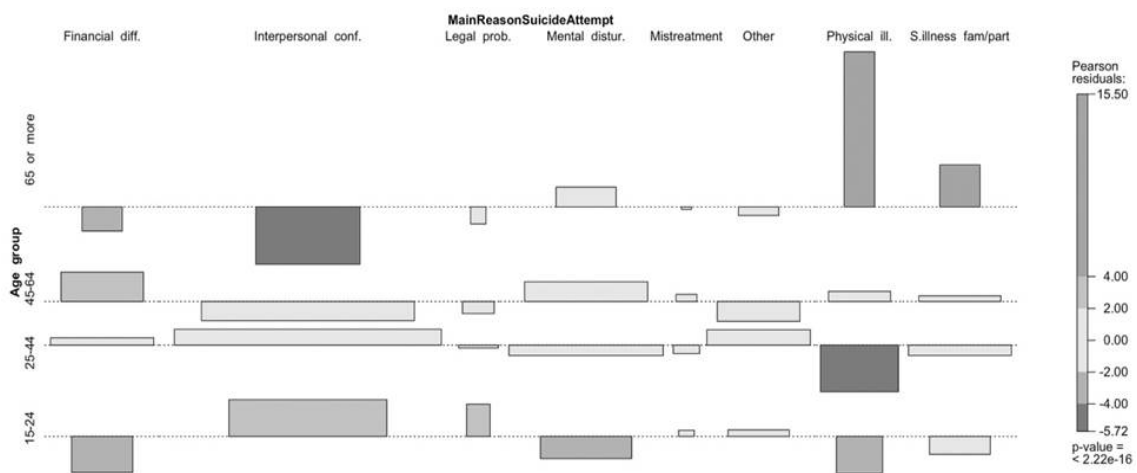 MainReasonSuicideAttempt
Financial diff. Interpersonal conf. Legal prob. Mental distur. Mistreatment Other Physical ill. S.illness fam/part
Age group
65 or more
45-64
25-44
15-24
Pearson
residuals:
15.50
4.00
2.00
0.00
-2.00
-4.00
-5.72
p-value =
< 2.22e-16